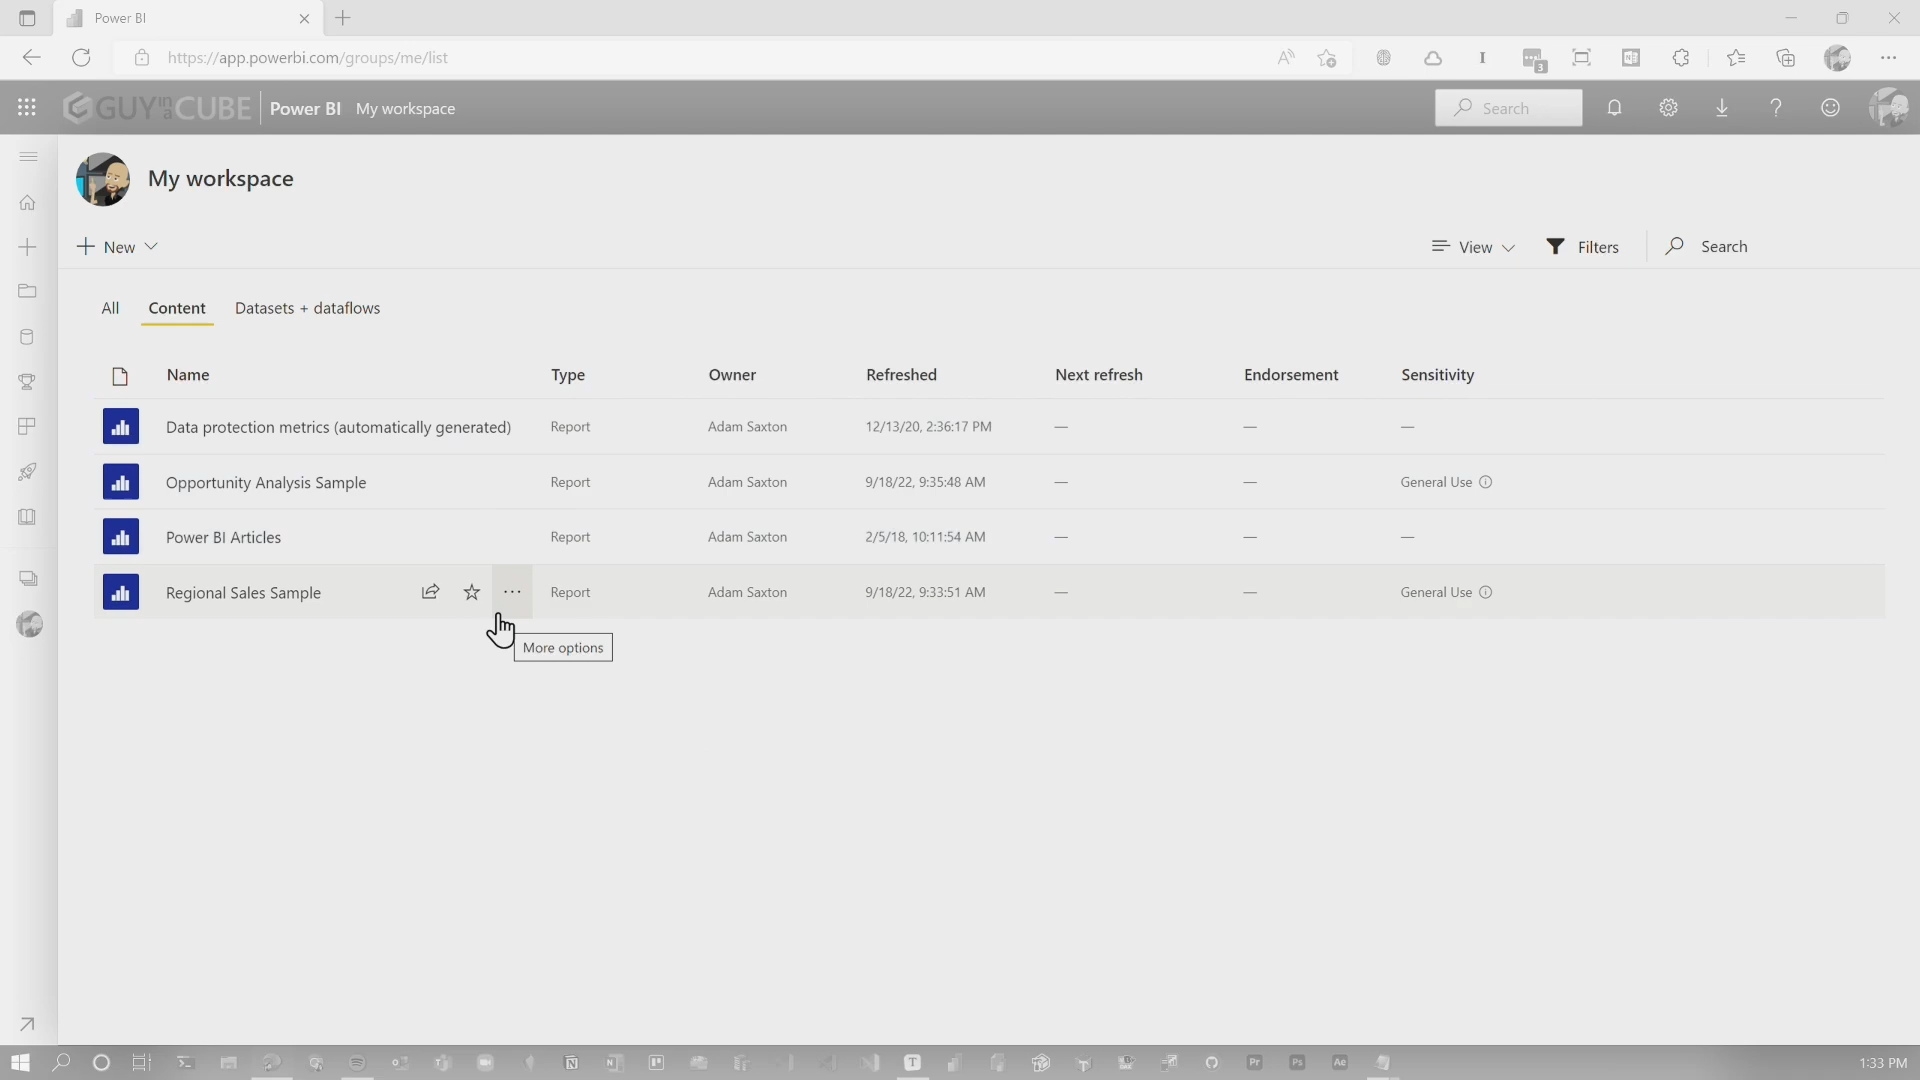 Power BI
https://app.powerbi.com/groups/me/list
3
GUY in a CUBE Power BI My workspace Search
My workspace
New View Filters Search
All Content Datasets + dataflows
Name Type Owner Refreshed Next refresh Endorsement Sensitivity
Data protection metrics (automatically generated) Report Adam Saxton 12/13/20, 2:36:17 PM — — —
Opportunity Analysis Sample Report Adam Saxton 9/18/22, 9:35:48 AM — — General Use
Power BI Articles Report Adam Saxton 2/5/18, 10:11:54 AM — — —
Regional Sales Sample ... Report Adam Saxton 9/18/22, 9:33:51 AM — — General Use
More options
Pr Ps Ae 1:33 PM